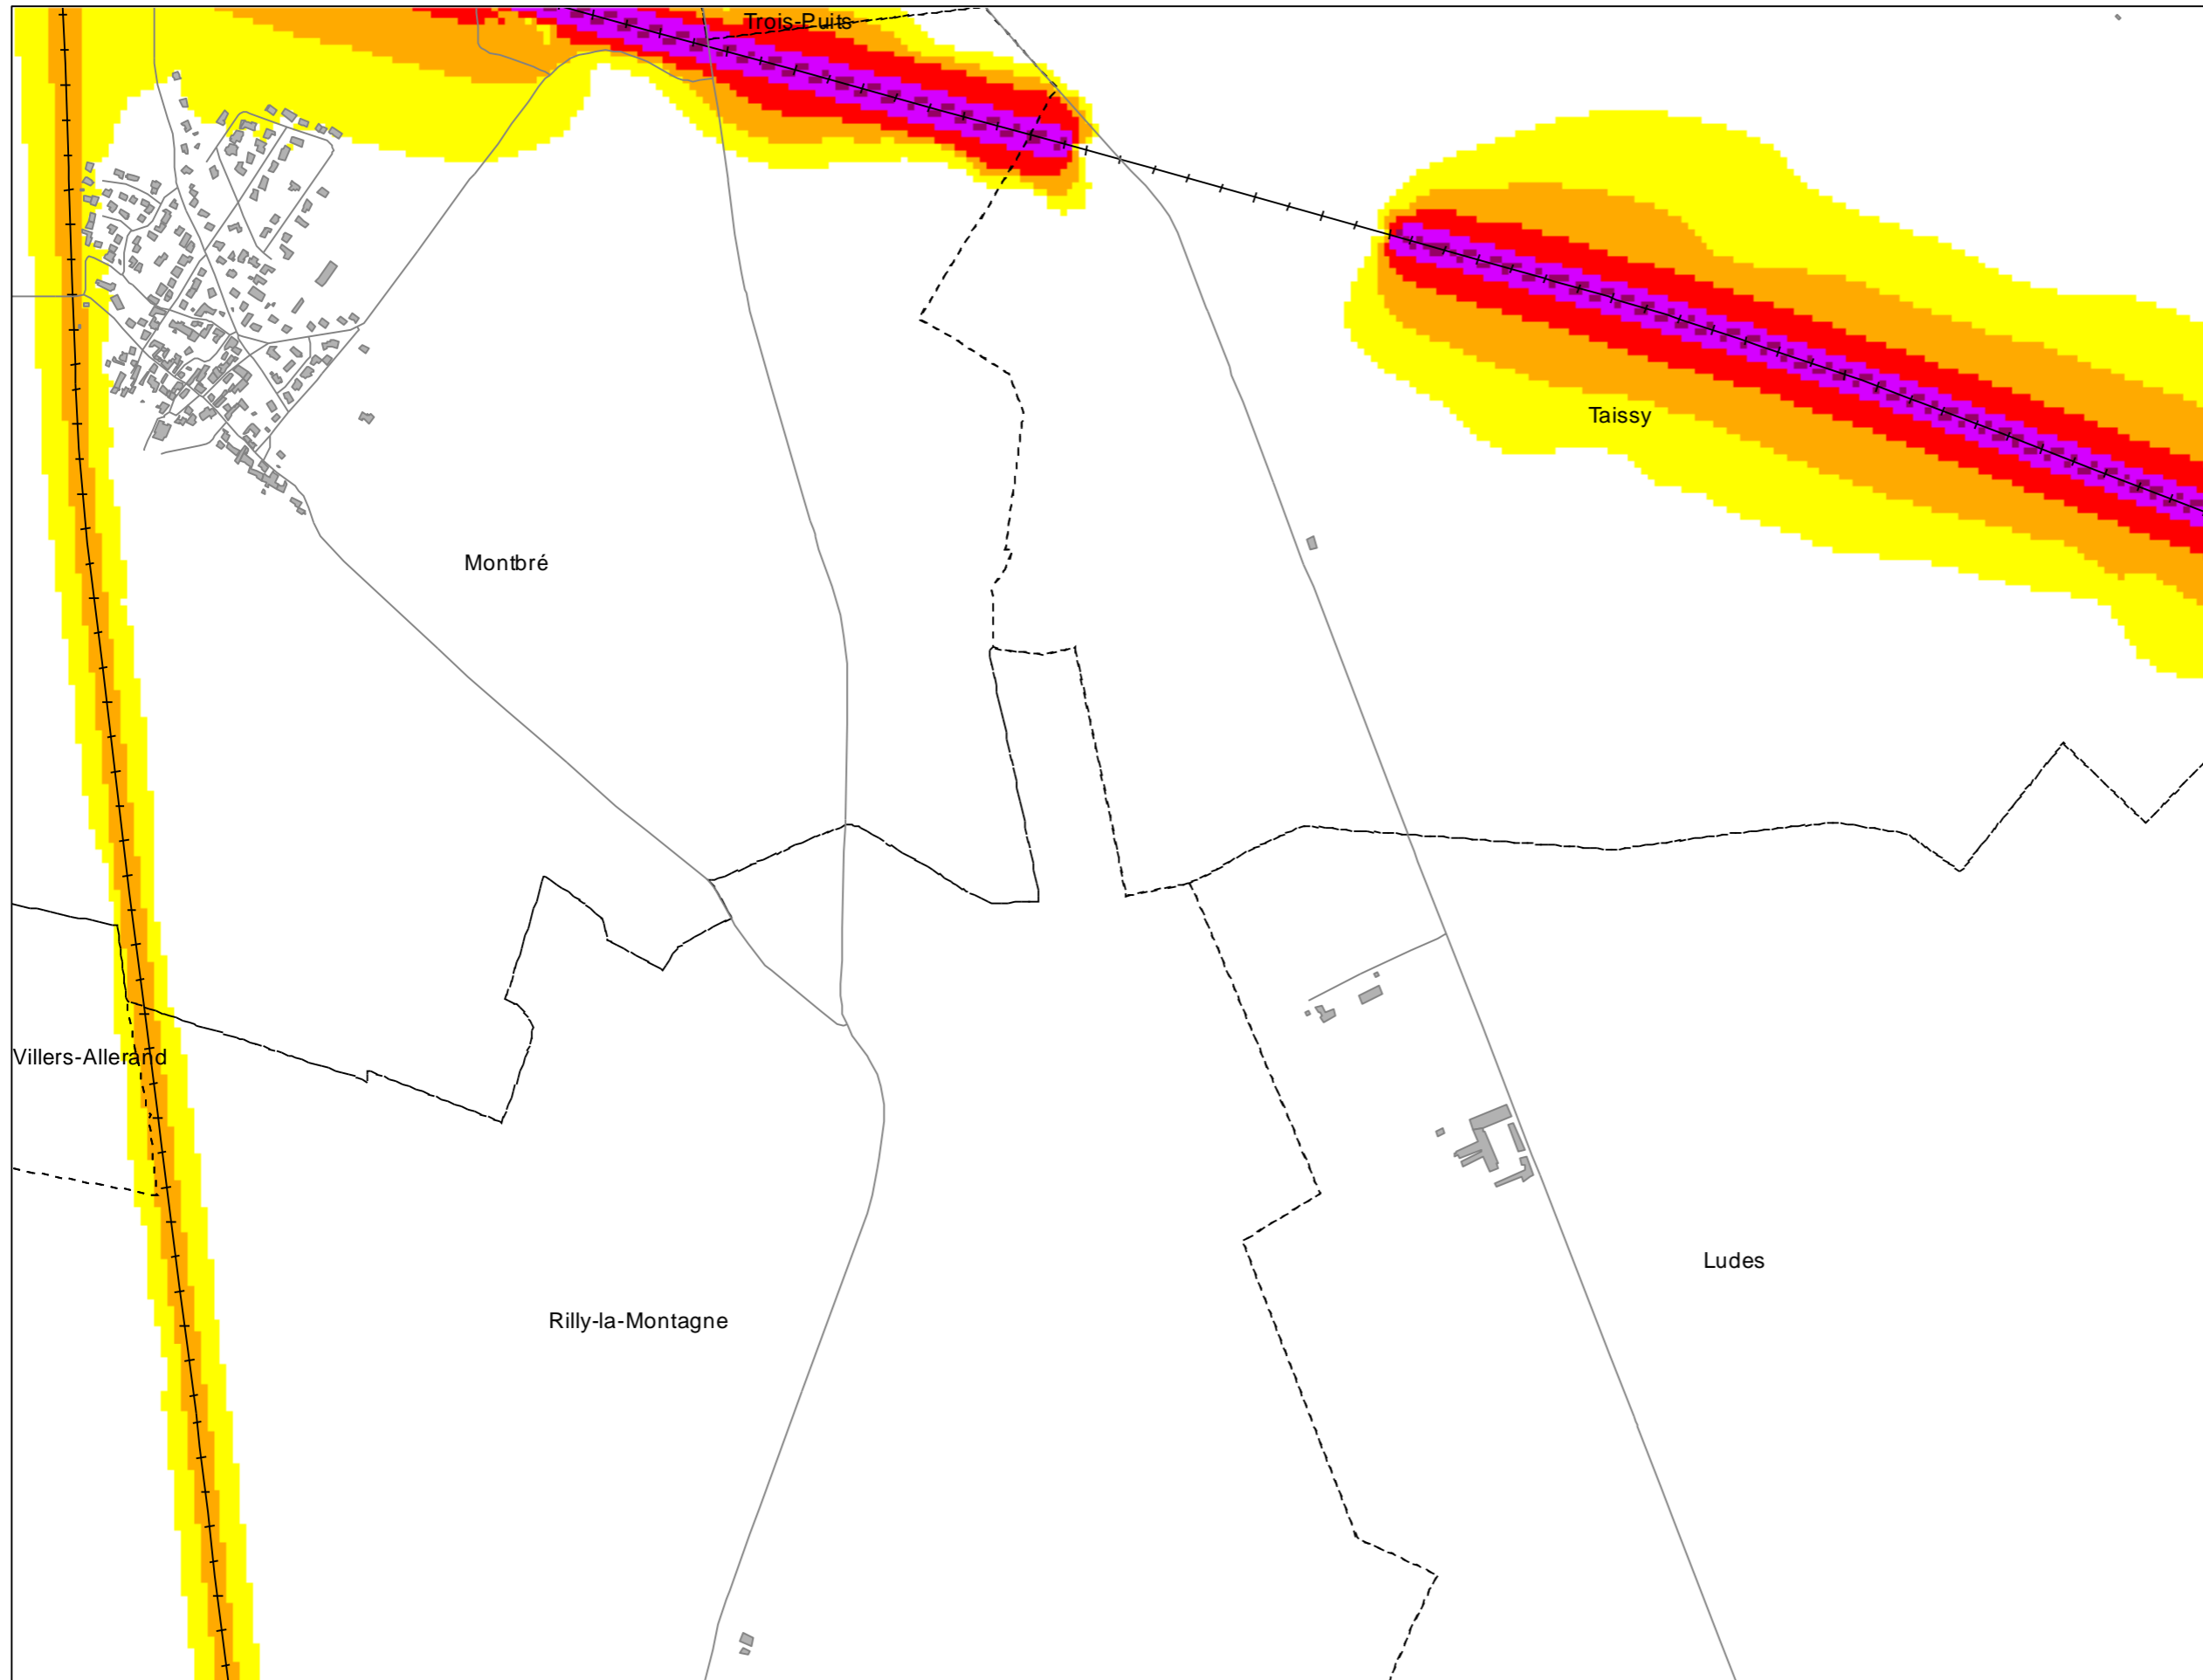 Trois-Puits
Taissy
Montbré
Villers-Allerand
Ludes
Rilly-la-Montagne